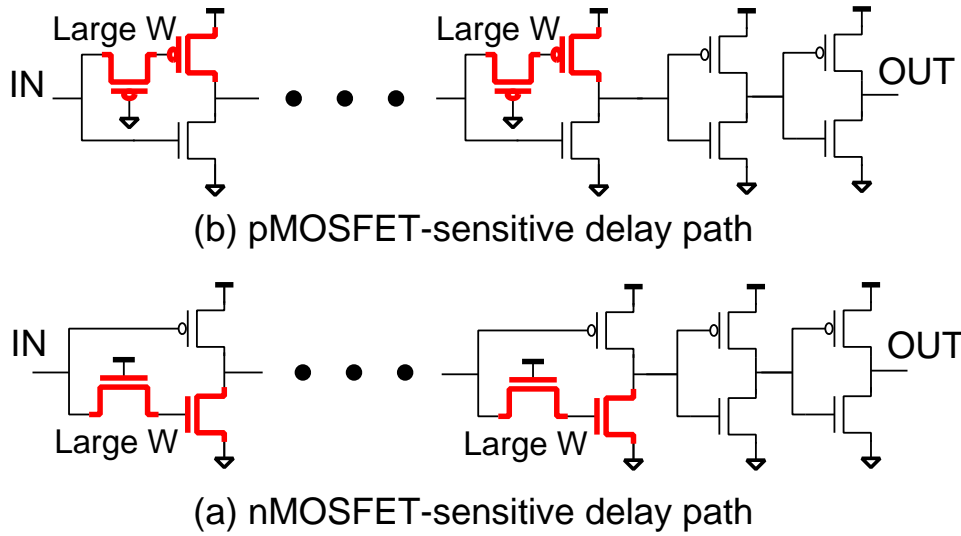 Large W
Large W
IN
OUT
(b) pMOSFET-sensitive delay path
IN
OUT
Large W
Large W
(a) nMOSFET-sensitive delay path